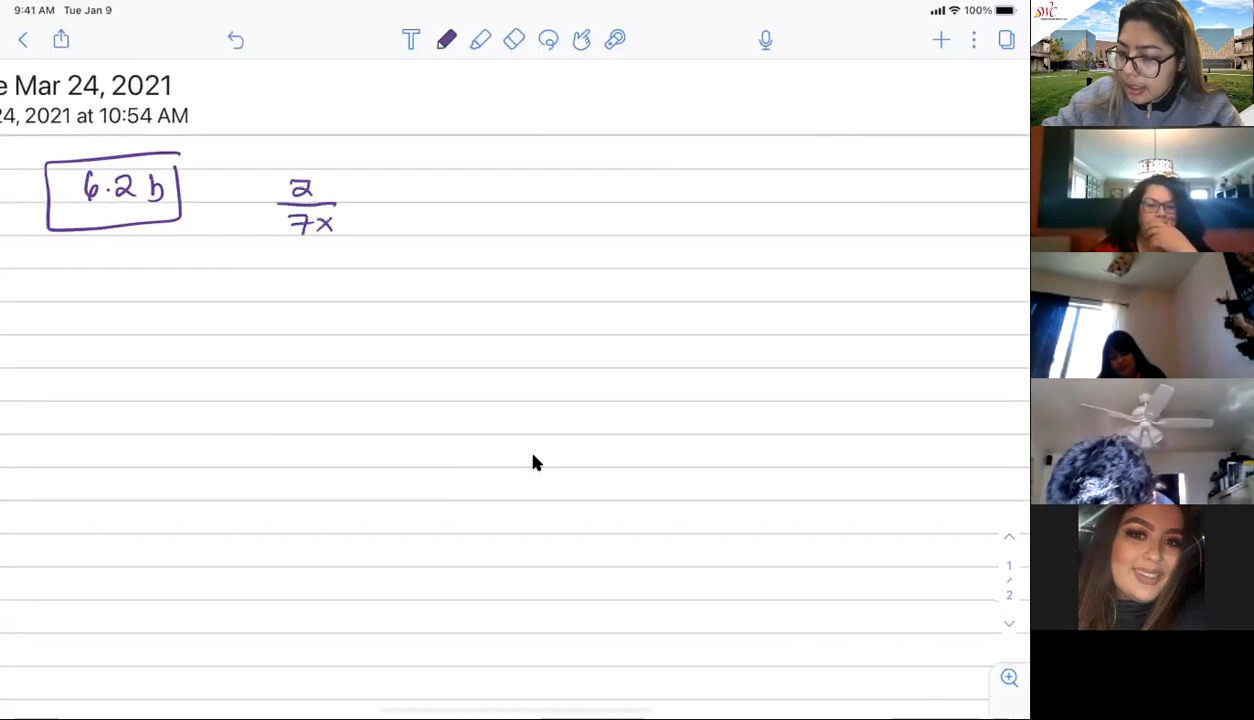 9:41 AM Tue Jan 9
100%
e Mar 24, 2021
24, 2021 at 10:54 AM
6.2 b
2
7x
T
1
/
2
SWC